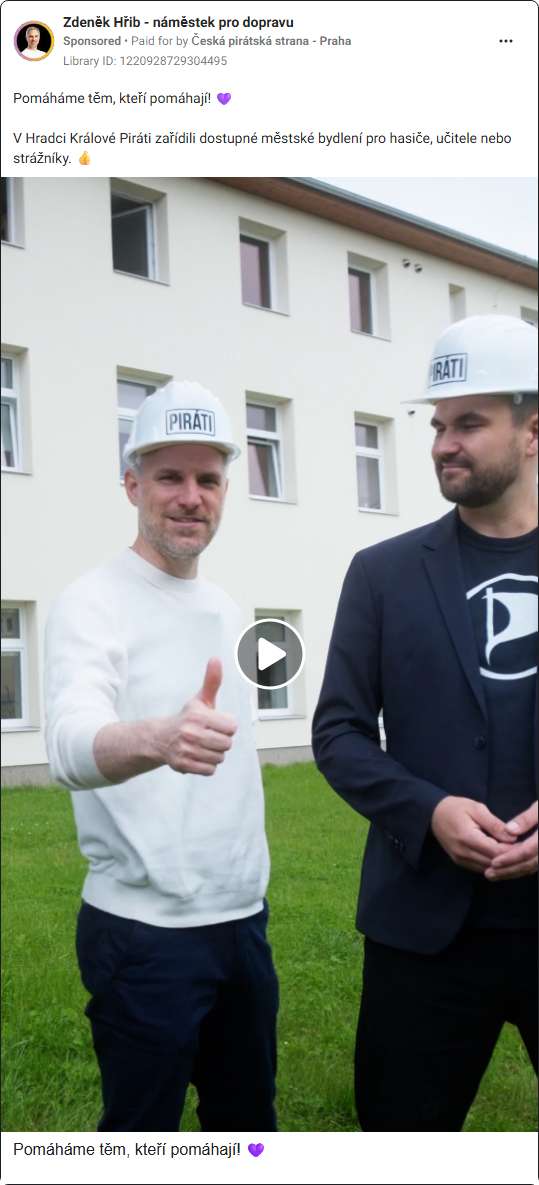 Zdeněk Hřib - náměstek pro dopravu
Sponsored • Paid for by Česká pirátská strana - Praha
Library ID: 1220928729304495
Pomáháme těm, kteří pomáhají! 💜
V Hradci Králové Piráti zařídili dostupné městské bydlení pro hasiče, učitele nebo
strážníky. 👍
PIRÁTI
PIRÁTI
Pomáháme těm, kteří pomáhají! 💜